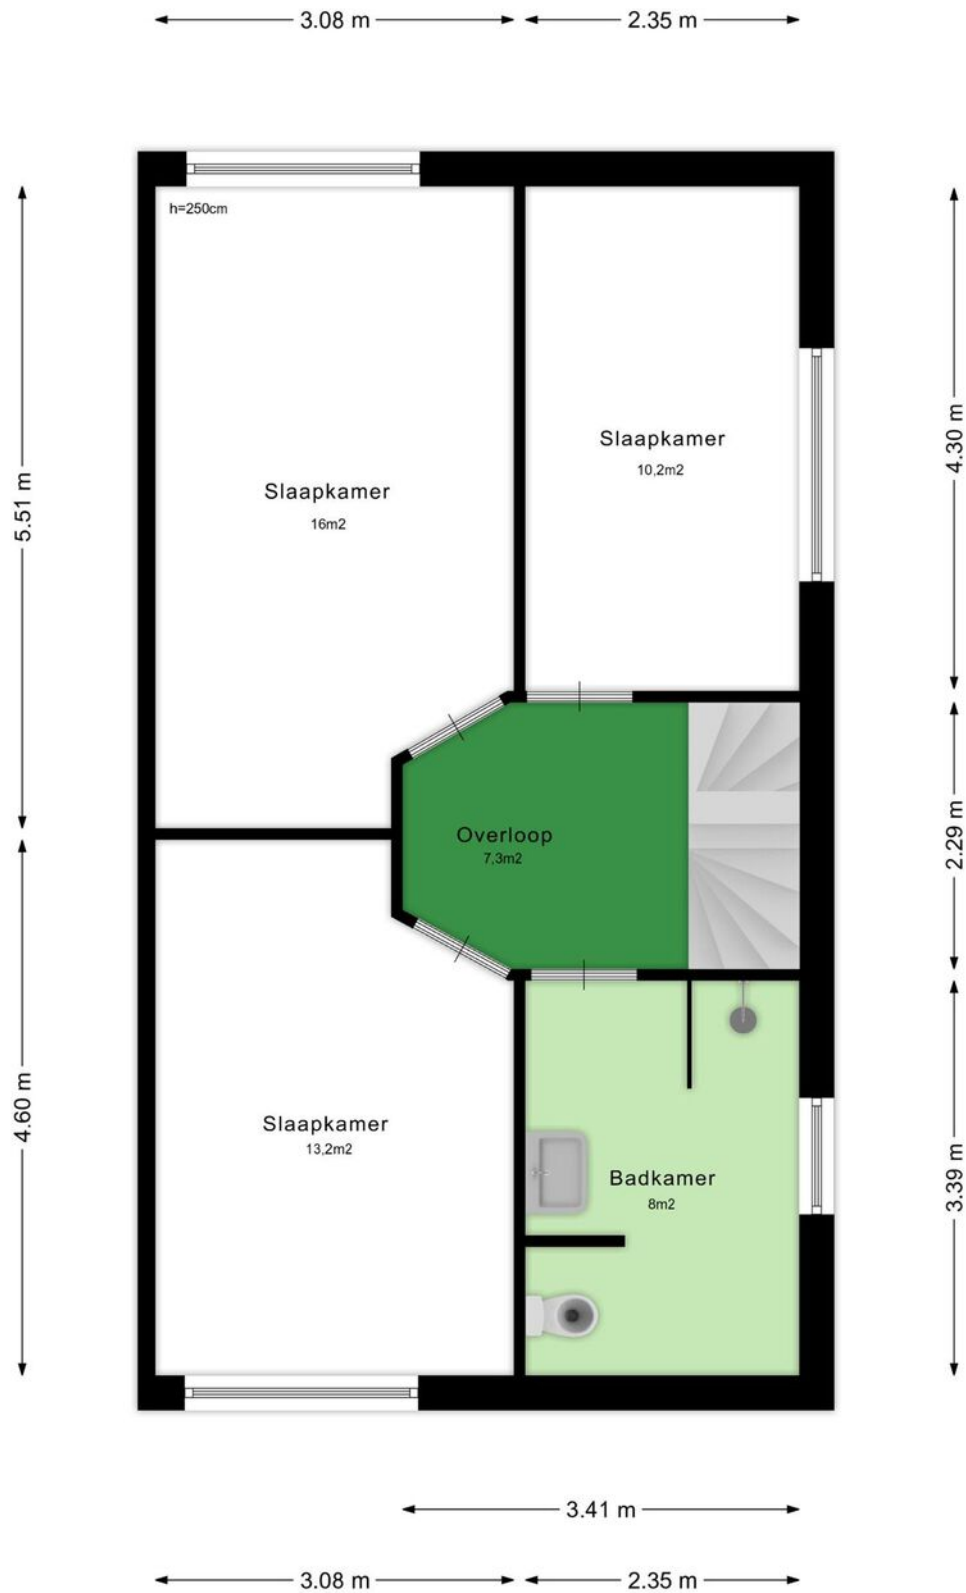 3.08 m
2.35 m
h=250cm
5.51 m
4.30 m
Slaapkamer
16m2
Slaapkamer
10,2m2
Overloop
7,3m2
2.29 m
4.60 m
3.39 m
Slaapkamer
13,2m2
Badkamer
8m2
3.41 m
3.08 m
2.35 m